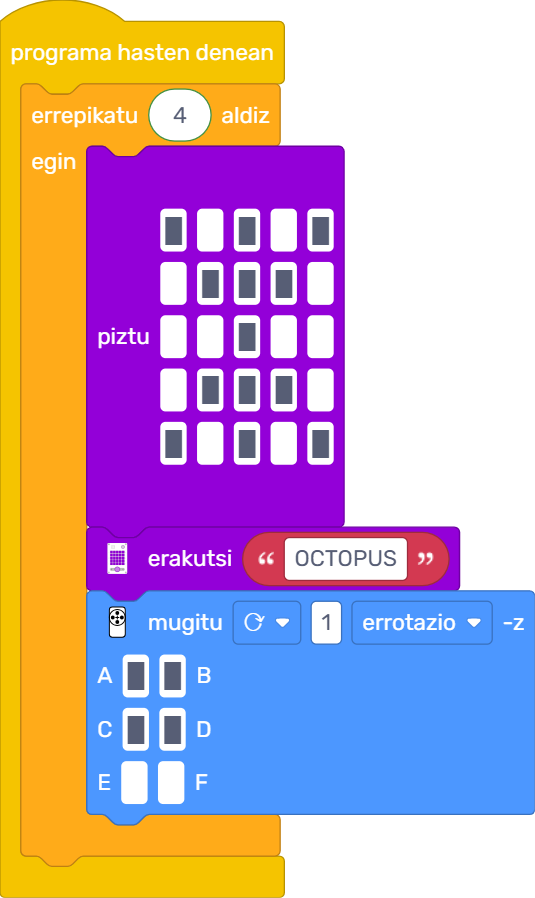 programa hasten denean
errepikatu 4 aldiz
egin
piztu
erakutsi “ OCTOPUS ”
mugitu 1 errotazio -z
A B
C D
E F